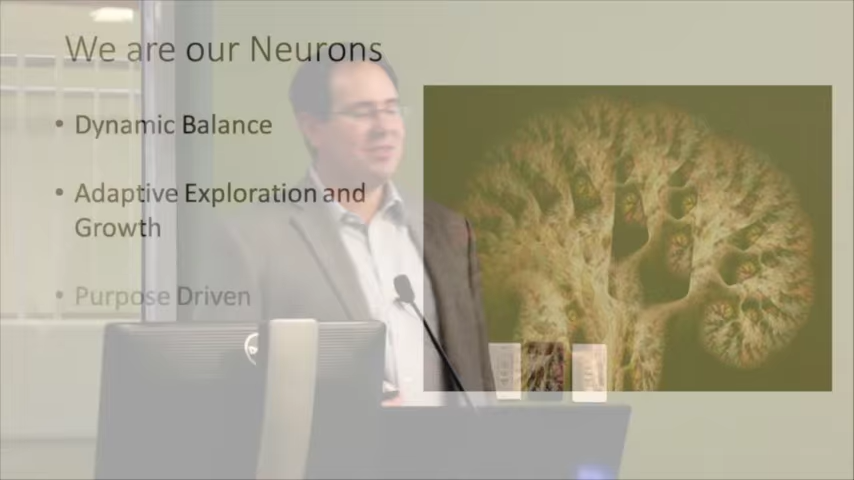 We are our Neurons
• Dynamic Balance
• Adaptive Exploration and
Growth
• Purpose Driven